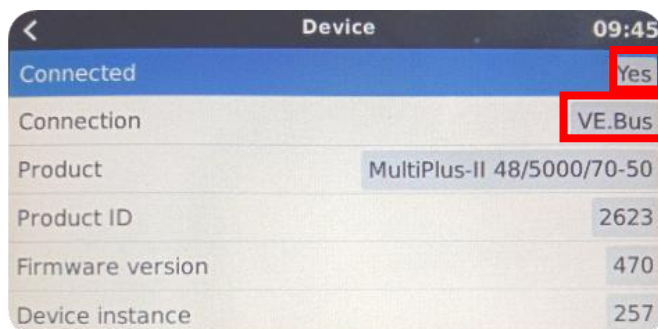 Device 09:45
Connected Yes
Connection VE.Bus
Product MultiPlus-II 48/5000/70-50
Product ID 2623
Firmware version 470
Device instance 257